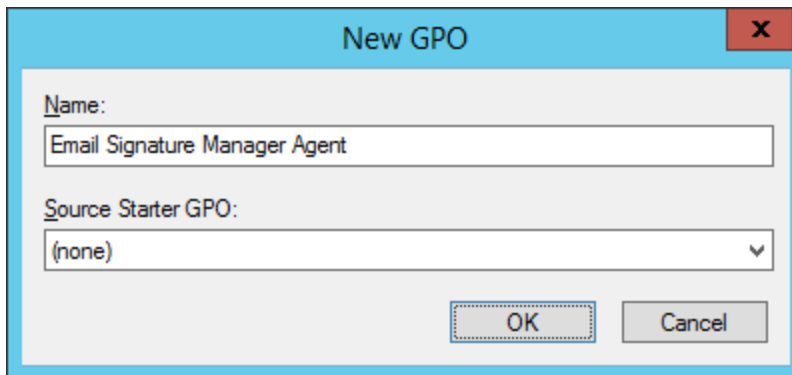 New GPO
x
Name:
Email Signature Manager Agent
Source Starter GPO:
(none)
OK Cancel